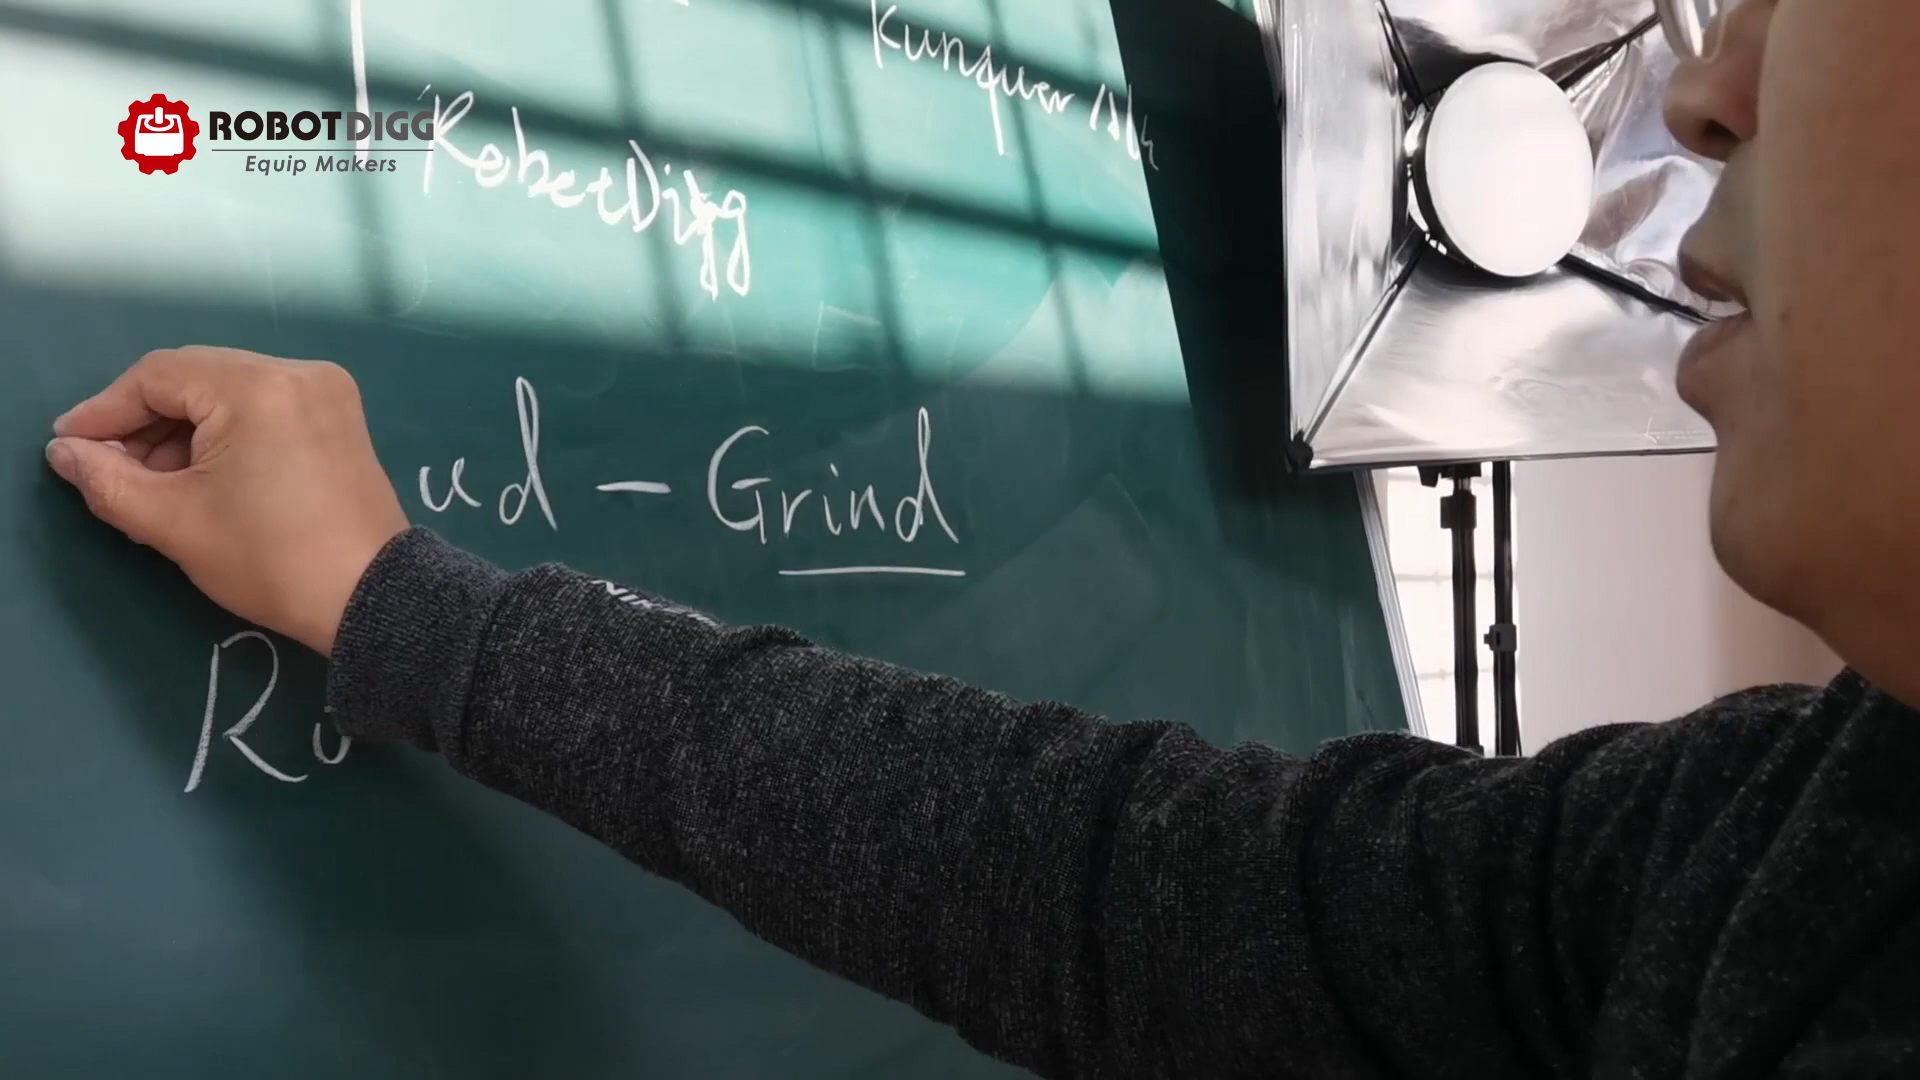 Kunquer
ROBOTDIGG
Equip Makers
RobotDigg
ud - Grind